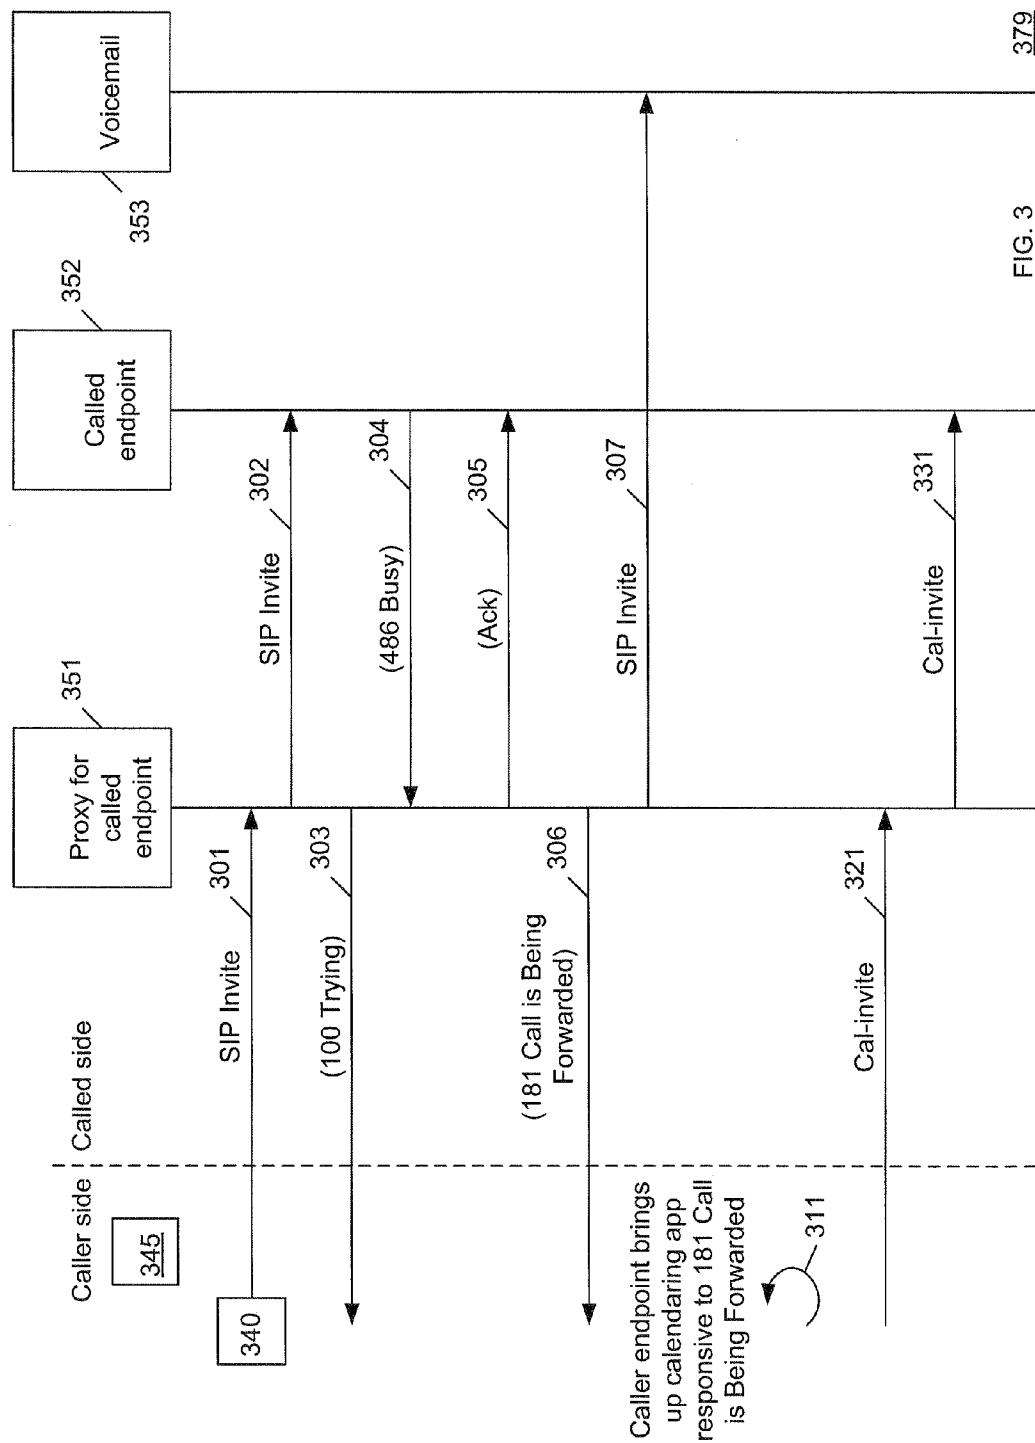 Caller side
Called side
345
340
Proxy for
called
endpoint
351
Called
endpoint
352
Voicemail
353
SIP Invite
301
SIP Invite
302
(100 Trying)
303
(486 Busy)
304
(Ack)
305
(181 Call is Being
Forwarded)
306
SIP Invite
307
Caller endpoint brings
up calendaring app
responsive to 181 Call
is Being Forwarded
311
Cal-invite
321
Cal-invite
331
FIG. 3
379